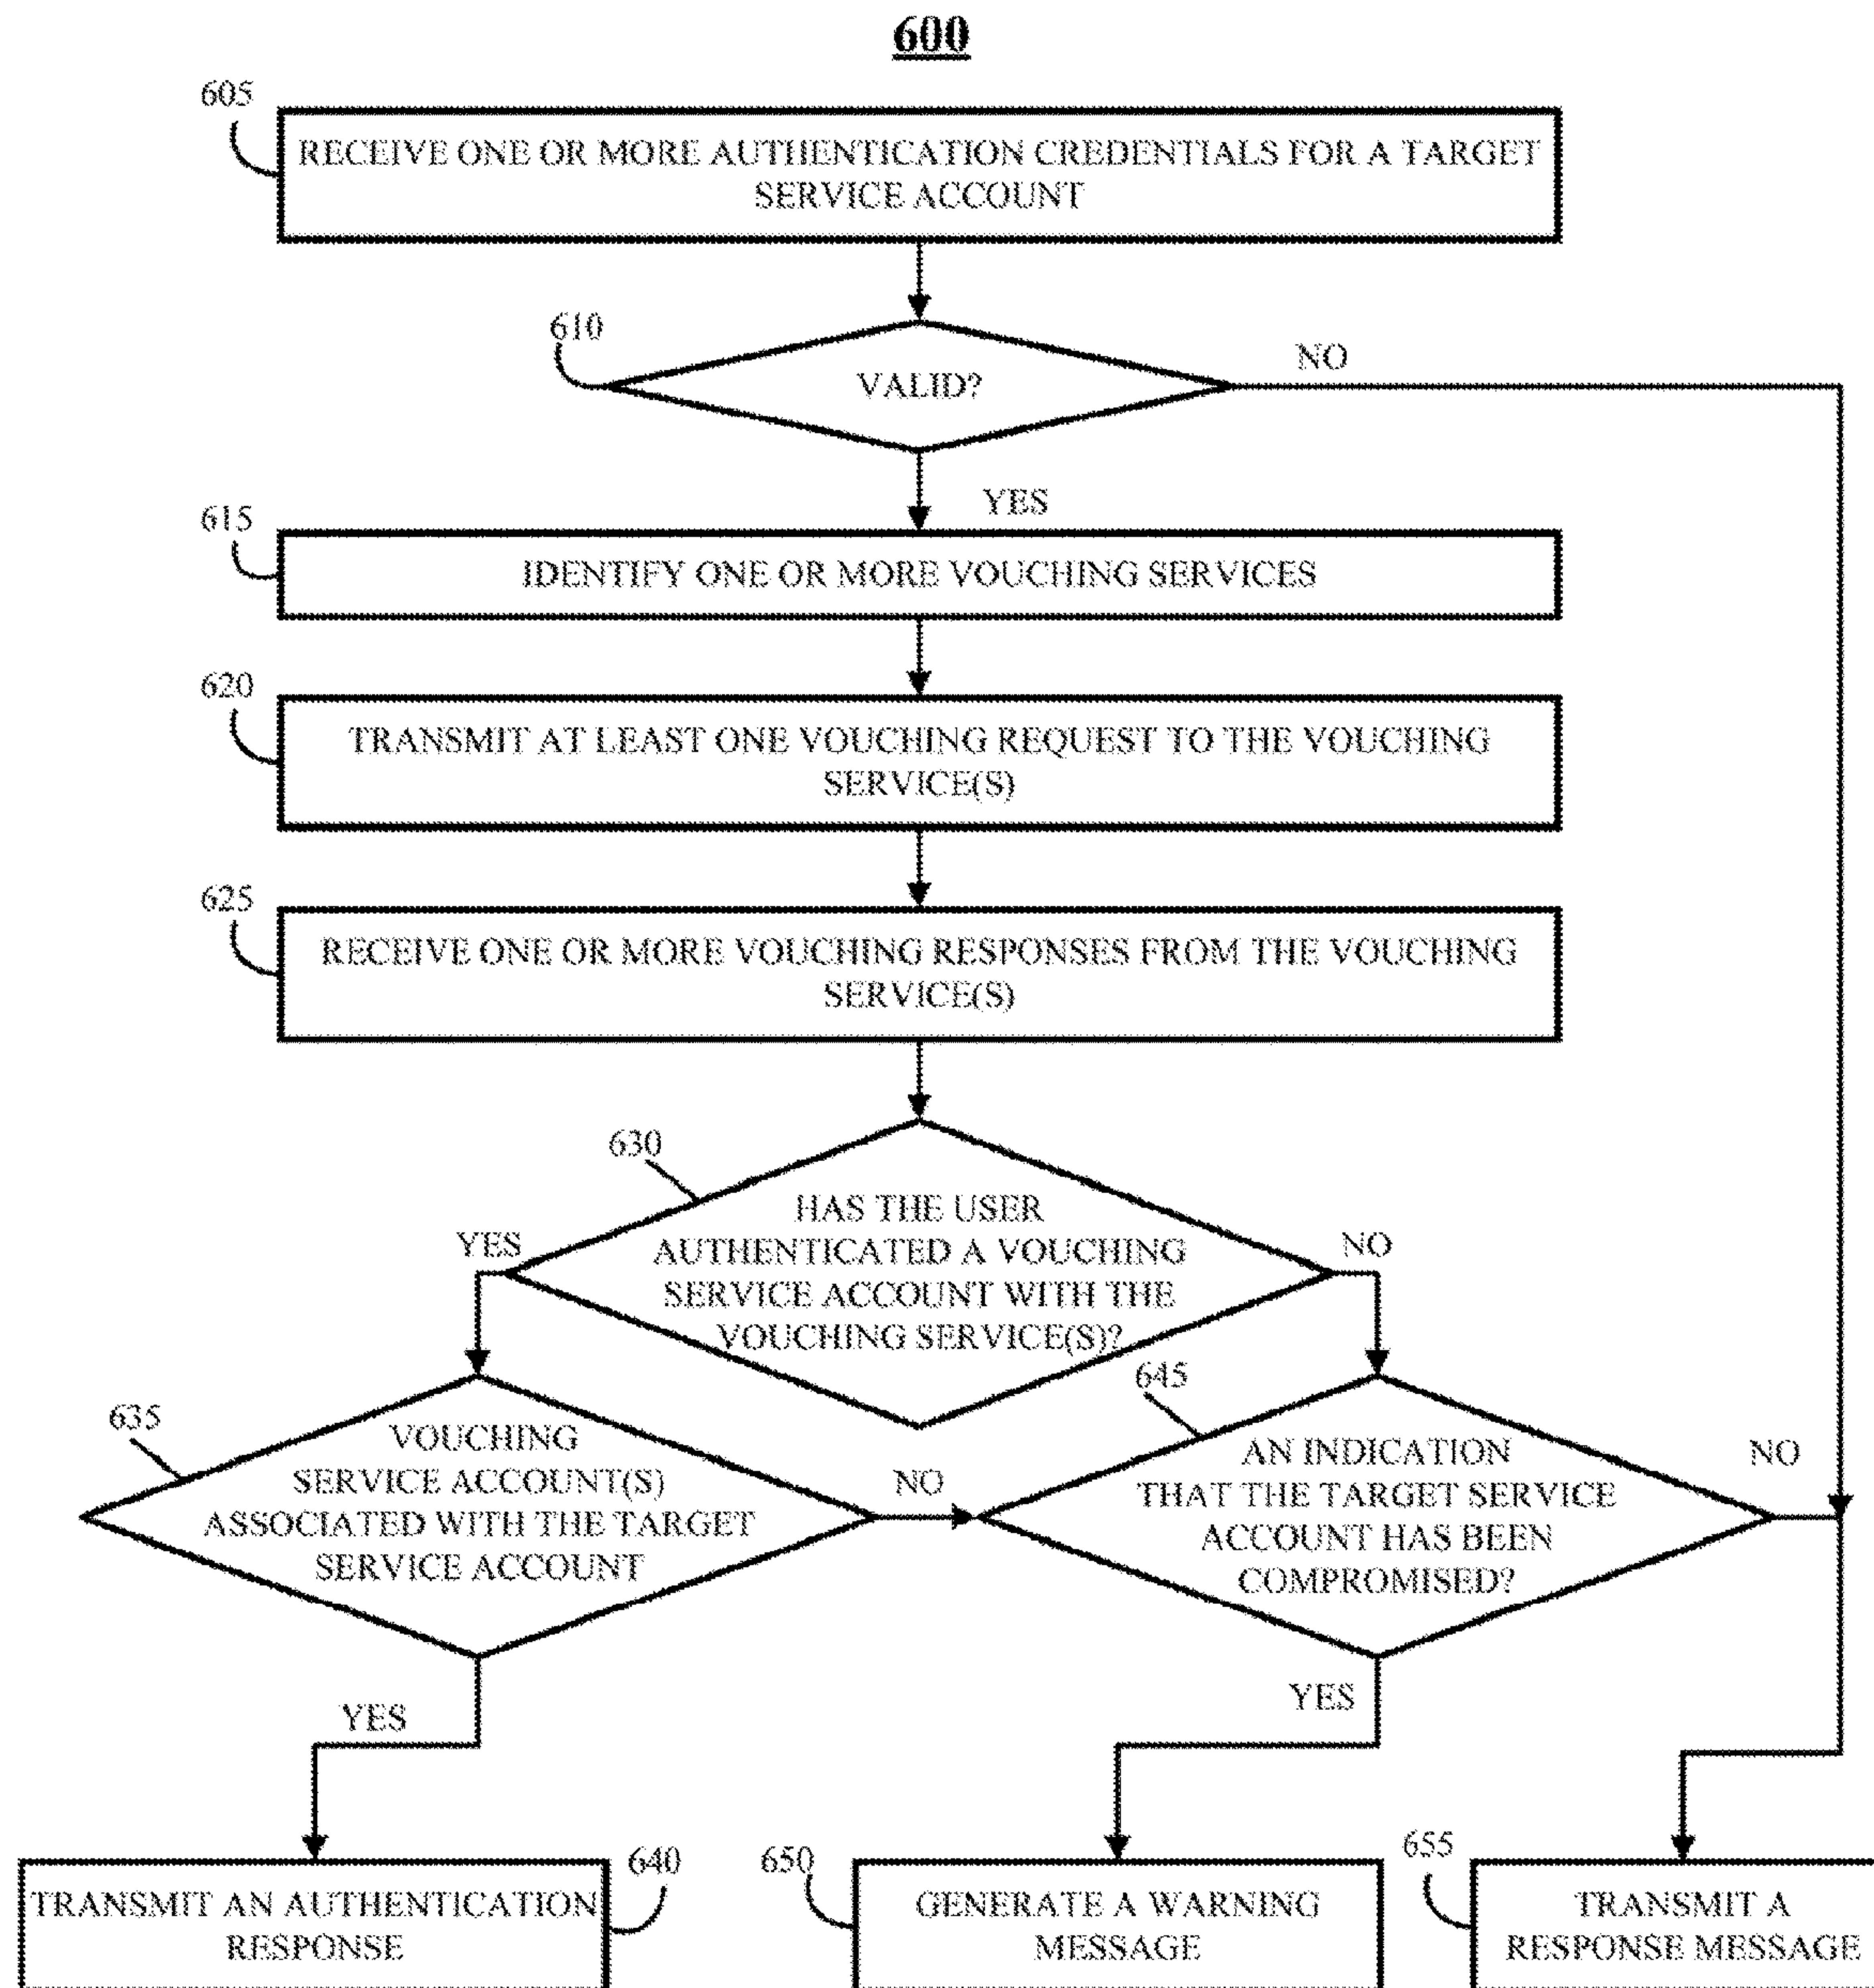 600
605
RECEIVE ONE OR MORE AUTHENTICATION CREDENTIALS FOR A TARGET
SERVICE ACCOUNT
610
VALID?
NO
YES
615
IDENTIFY ONE OR MORE VOUCHING SERVICES
620
TRANSMIT AT LEAST ONE VOUCHING REQUEST TO THE VOUCHING
SERVICE(S)
625
RECEIVE ONE OR MORE VOUCHING RESPONSES FROM THE VOUCHING
SERVICE(S)
630
HAS THE USER
AUTHENTICATED A VOUCHING
SERVICE ACCOUNT WITH THE
VOUCHING SERVICE(S)?
YES
NO
635
VOUCHING
SERVICE ACCOUNT(S)
ASSOCIATED WITH THE TARGET
SERVICE ACCOUNT
NO
645
AN INDICATION
THAT THE TARGET SERVICE
ACCOUNT HAS BEEN
COMPROMISED?
NO
YES
YES
640
TRANSMIT AN AUTHENTICATION
RESPONSE
650
GENERATE A WARNING
MESSAGE
655
TRANSMIT A
RESPONSE MESSAGE